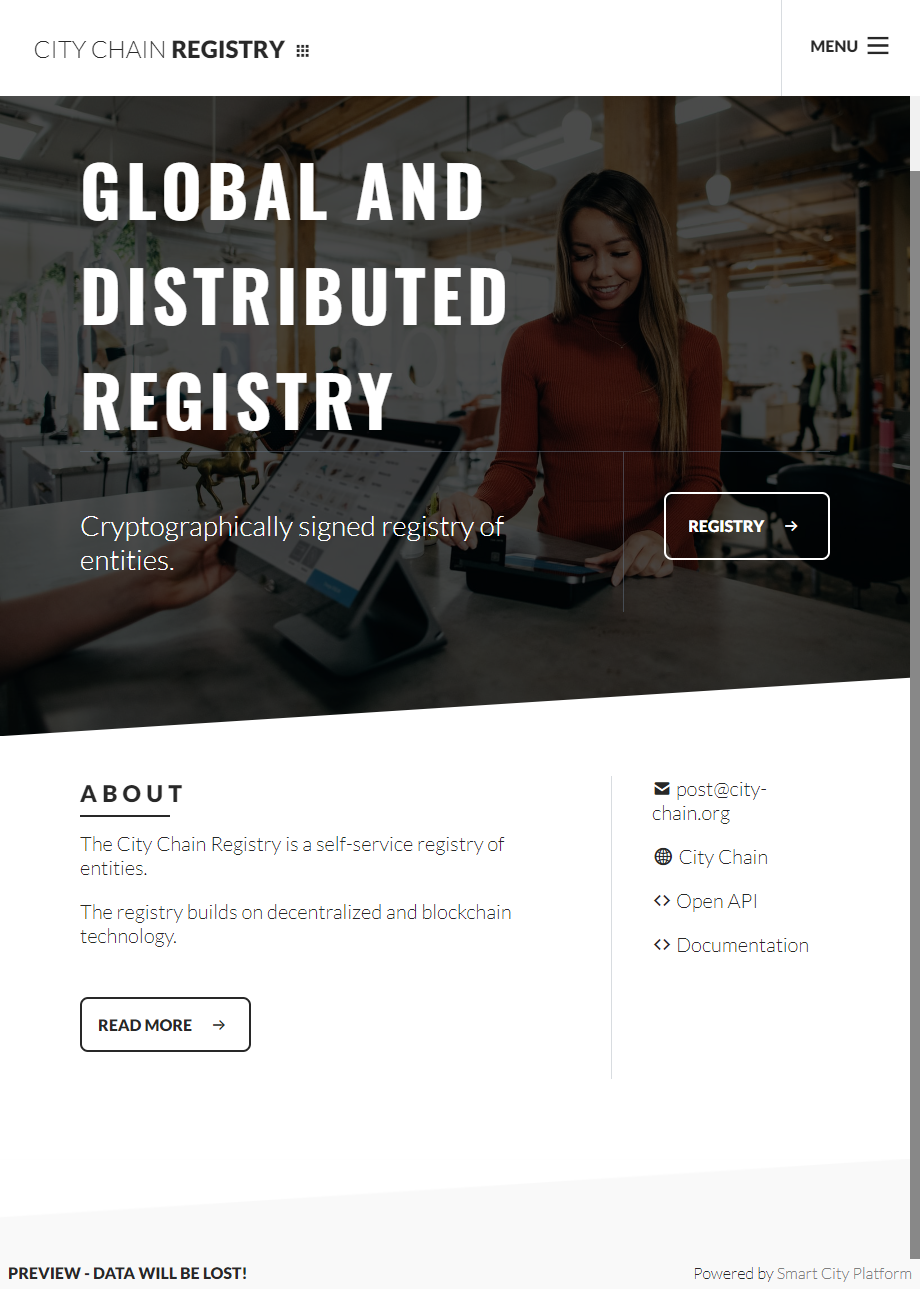 CITY CHAIN REGISTRY
MENU
GLOBAL AND
DISTRIBUTED
REGISTRY
Cryptographically signed registry of
entities.
REGISTRY →
ABOUT
The City Chain Registry is a self-service registry of
entities.
The registry builds on decentralized and blockchain
technology.
READ MORE →
post@city-
chain.org
City Chain
Open API
Documentation
PREVIEW - DATA WILL BE LOST!
Powered by Smart City Platform